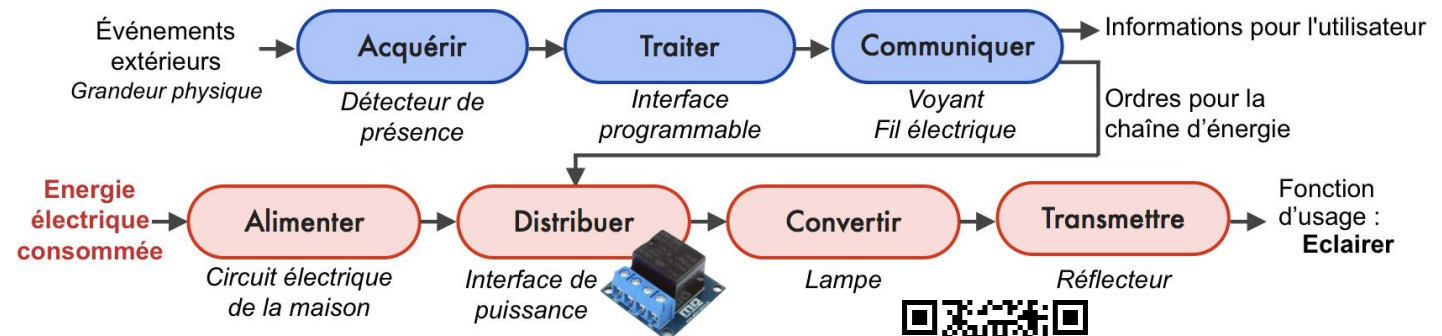 Événements
extérieurs
Grandeur physique
Acquérir
Traiter
Communiquer
Informations pour l'utilisateur
Détecteur de
présence
Interface
programmable
Voyant
Fil électrique
Ordres pour la
chaîne d'énergie
Energie
électrique
consommée
Alimenter
Distribuer
Convertir
Transmettre
Fonction
d'usage :
Eclairer
Circuit électrique
de la maison
Interface de
puissance
Lampe
Réflecteur